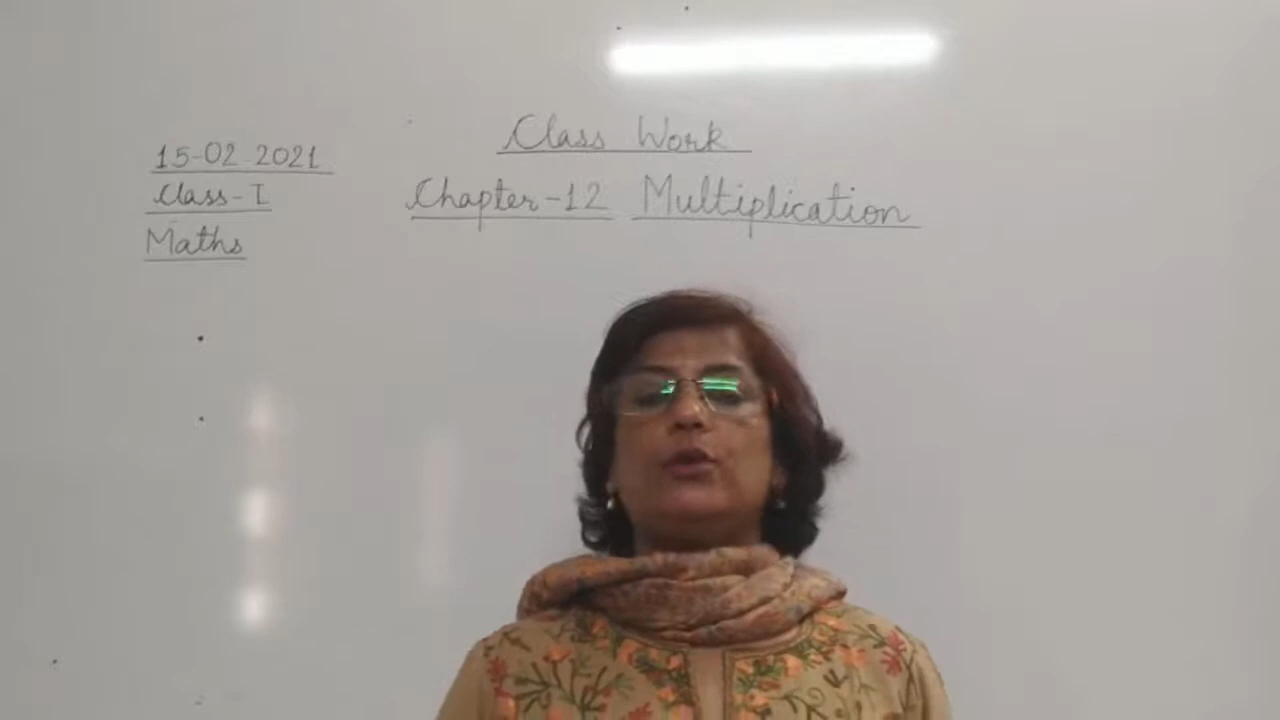 Class Work
15-02-2021
Class-I
Chapter-12 Multiplication
Maths